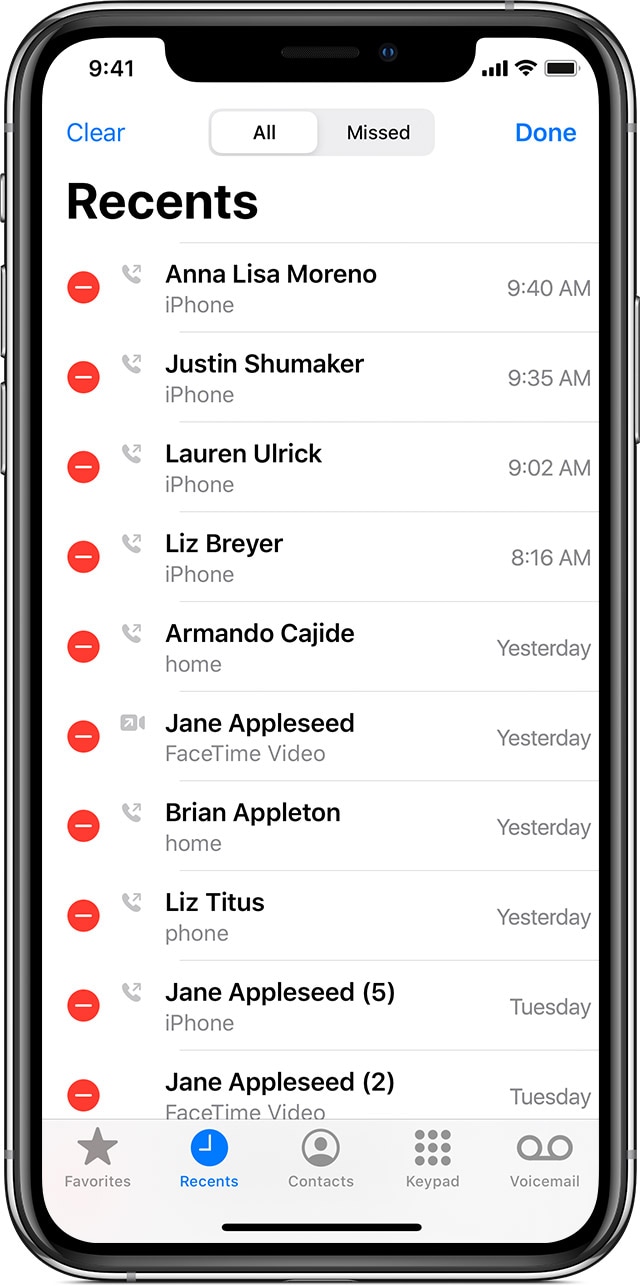 9:41
Clear
All
Missed
Done
Recents
Anna Lisa Moreno
iPhone
9:40 AM
Justin Shumaker
iPhone
9:35 AM
Lauren Ulrick
iPhone
9:02 AM
Liz Breyer
iPhone
8:16 AM
Armando Cajide
home
Yesterday
Jane Appleseed
FaceTime Video
Yesterday
Brian Appleton
home
Yesterday
Liz Titus
phone
Yesterday
Jane Appleseed (5)
iPhone
Tuesday
Jane Appleseed (2)
FaceTime Video
Tuesday
Favorites
Recents
Contacts
Keypad
Voicemail